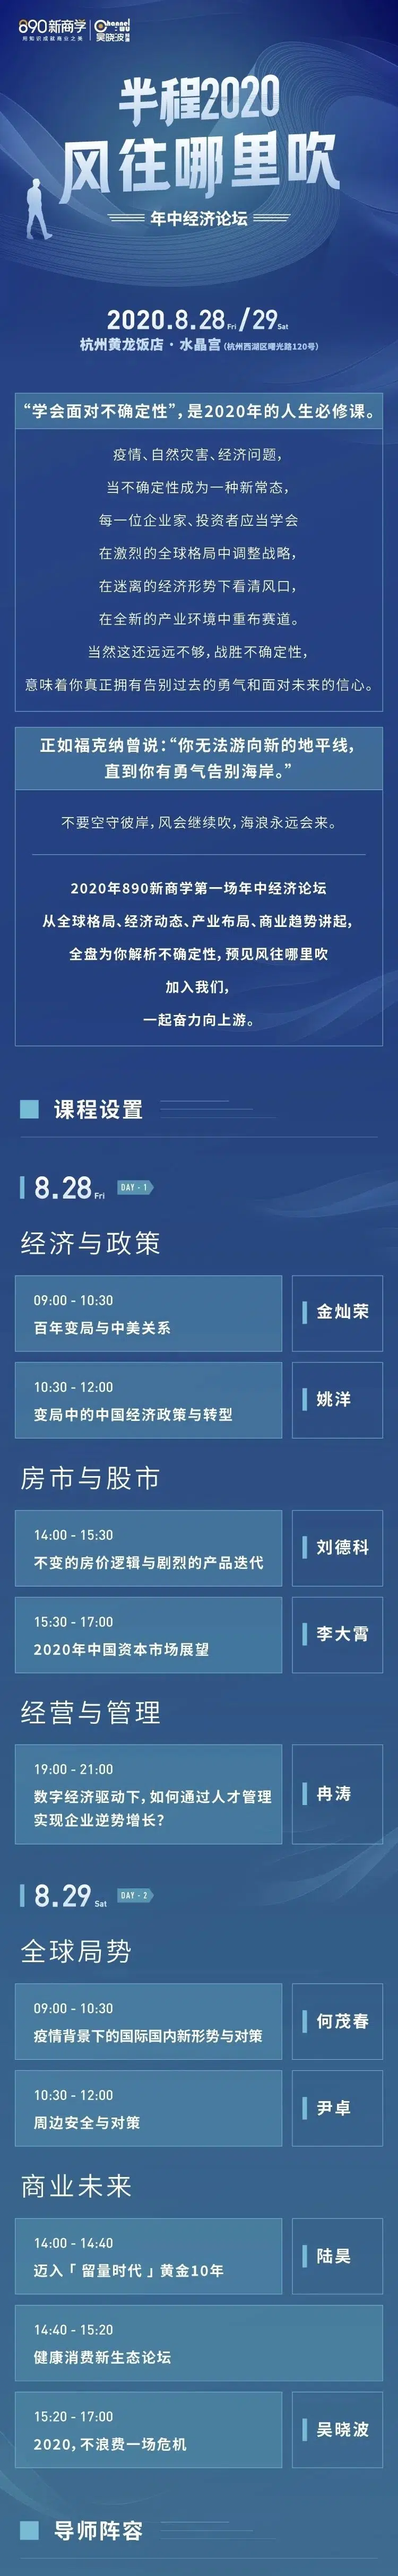 890新商学
用知识成就商业之美
Channel
吴晓波频道
半程2020
风往哪里吹
年中经济论坛
2020.8.28 Fri /29 Sat
杭州黄龙饭店·水晶宫(杭州西湖区曙光路120号)
“学会面对不确定性”,是2020年的人生必修课。
疫情、自然灾害、经济问题,
当不确定性成为一种新常态,
每一位企业家、投资者应当学会
在激烈的全球格局中调整战略,
在迷离的经济形势下看清风口,
在全新的产业环境中重布赛道。
当然这还远远不够,战胜不确定性,
意味着你真正拥有告别过去的勇气和面对未来的信心。
正如福克纳曾说:“你无法游向新的地平线,
直到你有勇气告别海岸。”
不要空守彼岸,风会继续吹,海浪永远会来。
2020年890新商学第一场年中经济论坛
从全球格局、经济动态、产业布局、商业趋势讲起,
全盘为你解析不确定性,预见风往哪里吹
加入我们,
一起奋力向上游。
课程设置
8.28 Fri DAY - 1
经济与政策
09:00 - 10:30
百年变局与中美关系
金灿荣
10:30 - 12:00
变局中的中国经济政策与转型
姚洋
房市与股市
14:00 - 15:30
不变的房价逻辑与剧烈的产品迭代
刘德科
15:30 - 17:00
2020年中国资本市场展望
李大霄
经营与管理
19:00 - 21:00
数字经济驱动下,如何通过人才管理
实现企业逆势增长?
冉涛
8.29 Sat DAY - 2
全球局势
09:00 - 10:30
疫情背景下的国际国内新形势与对策
何茂春
10:30 - 12:00
周边安全与对策
尹卓
商业未来
14:00 - 14:40
迈入「留量时代」黄金10年
陆昊
14:40 - 15:20
健康消费新生态论坛
15:20 - 17:00
2020,不浪费一场危机
吴晓波
导师阵容